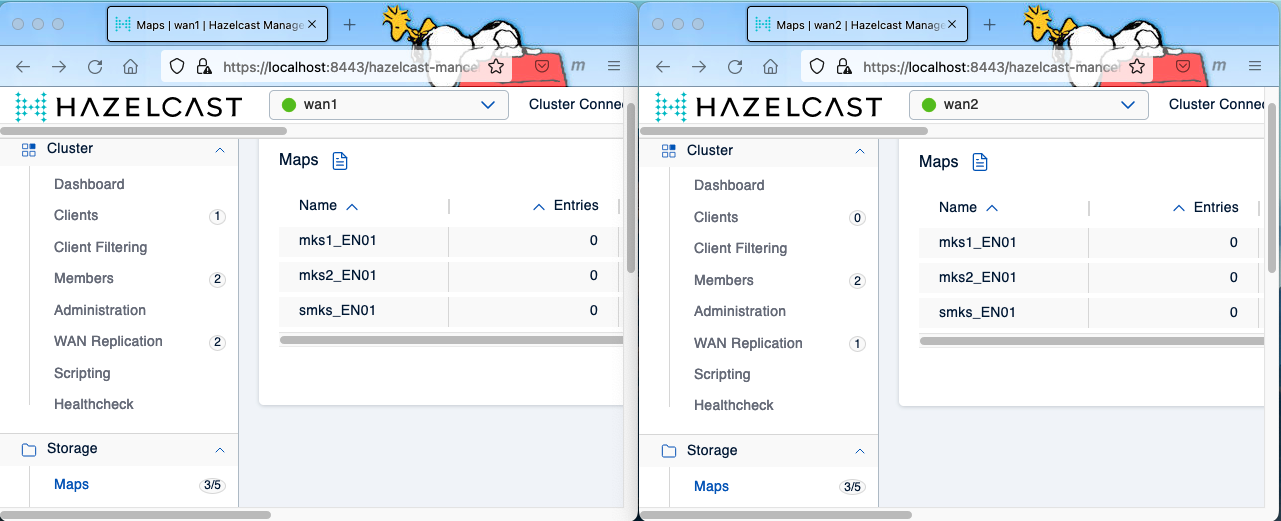 Maps | wan1 | Hazelcast Manage
https://localhost:8443/hazelcast-mance
m
HAZELCAST
wan1
Cluster Conne
Cluster
Dashboard
Clients 1
Client Filtering
Members 2
Administration
WAN Replication 2
Scripting
Healthcheck
Storage
Maps 3/5
Maps
Name Entries
mks1_EN01 0
mks2_EN01 0
smks_EN01 0
Maps | wan2 | Hazelcast Manage
https://localhost:8443/hazelcast-mance
m
HAZELCAST
wan2
Cluster Connec
Cluster
Dashboard
Clients 0
Client Filtering
Members 2
Administration
WAN Replication 1
Scripting
Healthcheck
Storage
Maps 3/5
Maps
Name Entries
mks1_EN01 0
mks2_EN01 0
smks_EN01 0